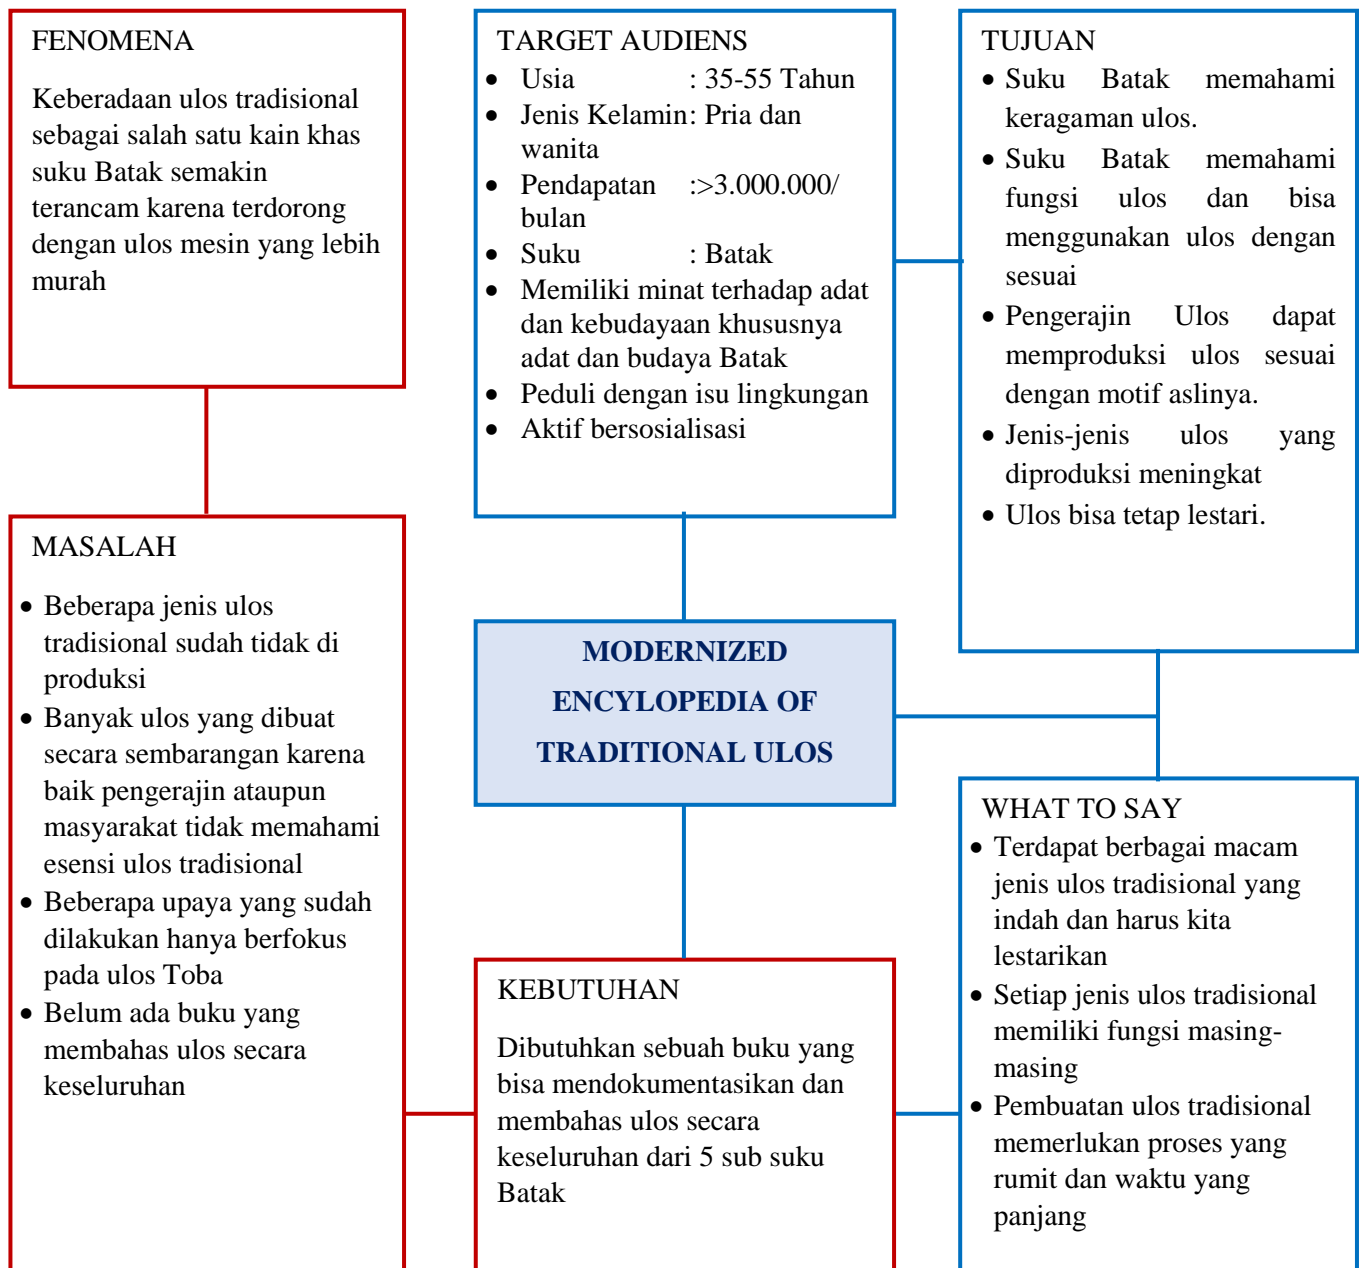 FENOMENA
Keberadaan ulos tradisional
sebagai salah satu kain khas
suku Batak semakin
terancam karena terdorong
dengan ulos mesin yang lebih
murah
TARGET AUDIENS
• Usia : 35-55 Tahun
• Jenis Kelamin: Pria dan
wanita
• Pendapatan :>3.000.000/
bulan
• Suku : Batak
• Memiliki minat terhadap adat
dan kebudayaan khususnya
adat dan budaya Batak
• Peduli dengan isu lingkungan
• Aktif bersosialisasi
TUJUAN
• Suku Batak memahami
keragaman ulos.
• Suku Batak memahami
fungsi ulos dan bisa
menggunakan ulos dengan
sesuai
• Pengerajin Ulos dapat
memproduksi ulos sesuai
dengan motif aslinya.
• Jenis-jenis ulos yang
diproduksi meningkat
• Ulos bisa tetap lestari.
MASALAH
• Beberapa jenis ulos
tradisional sudah tidak di
produksi
• Banyak ulos yang dibuat
secara sembarangan karena
baik pengerajin ataupun
masyarakat tidak memahami
esensi ulos tradisional
• Beberapa upaya yang sudah
dilakukan hanya berfokus
pada ulos Toba
• Belum ada buku yang
membahas ulos secara
keseluruhan
MODERNIZED
ENCYLOPEDIA OF
TRADITIONAL ULOS
KEBUTUHAN
Dibutuhkan sebuah buku yang
bisa mendokumentasikan dan
membahas ulos secara
keseluruhan dari 5 sub suku
Batak
WHAT TO SAY
• Terdapat berbagai macam
jenis ulos tradisional yang
indah dan harus kita
lestarikan
• Setiap jenis ulos tradisional
memiliki fungsi masing-
masing
• Pembuatan ulos tradisional
memerlukan proses yang
rumit dan waktu yang
panjang